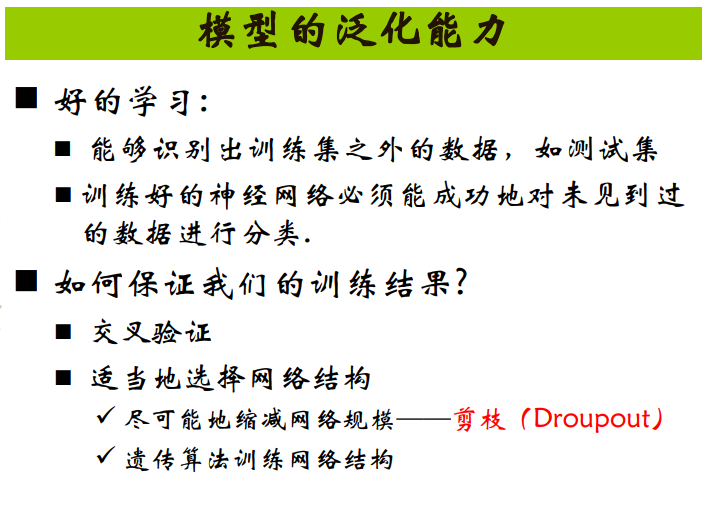 模型的泛化能力
好的学习:
能够识别出训练集之外的数据，如测试集
训练好的神经网络必须能成功地对未见到过
的数据进行分类.
如何保证我们的训练结果?
交叉验证
适当地选择网络结构
尽可能地缩减网络规模——剪枝（Droupout）
遗传算法训练网络结构